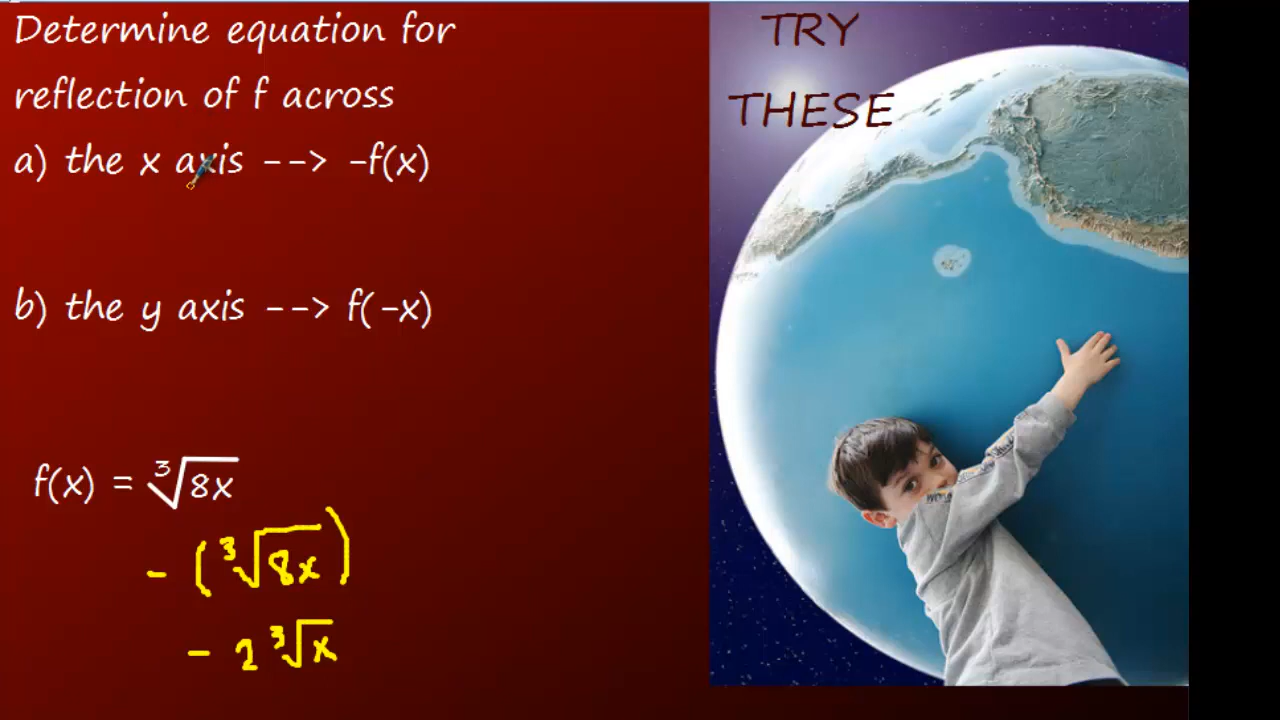 Determine equation for
reflection of f across
a) the x axis --> -f(x)
b) the y axis --> f(-x)
f(x) = ∛8x
- (∛8x)
- 2 ∛x
TRY
THESE